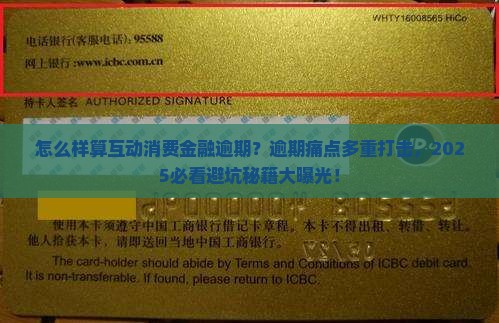 WHTY16008565 HiCo
电话银行(客服电话): 95588
网上银行:www.icbc.com.cn
持卡人签名 AUTHORIZED SIGNATURE
怎么样算互动消费金融逾期？逾期痛点多重打击，202
5必看避坑秘籍大曝光！
使用本卡须遵守中国工商银行借记卡章程。本卡不得出租、转借、转让。
他人拾获本卡，请即送回当地中国工商银行。
The card-holder should abide by Terms and Conditions of ICBC debit card.
It is non-transferable. If found, please return to ICBC.